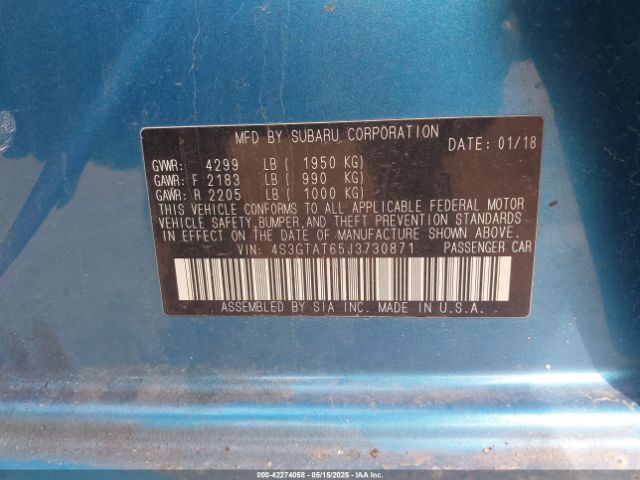 MFD BY SUBARU CORPORATION DATE: 01/18
GVWR: 4299 LB ( 1950 KG)
GAWR: F 2183 LB ( 990 KG)
GAWR: R 2205 LB ( 1000 KG)
THIS VEHICLE CONFORMS TO ALL APPLICABLE FEDERAL MOTOR
VEHICLE SAFETY, BUMPER, AND THEFT PREVENTION STANDARDS
IN EFFECT ON THE DATE OF MANUFACTURE SHOWN ABOVE.
VIN: 4S3GTAT65J3730871 PASSENGER CAR
ASSEMBLED BY SIA INC. MADE IN U.S.A.
000-42274058 - 05/15/2025 - IAAI.COM